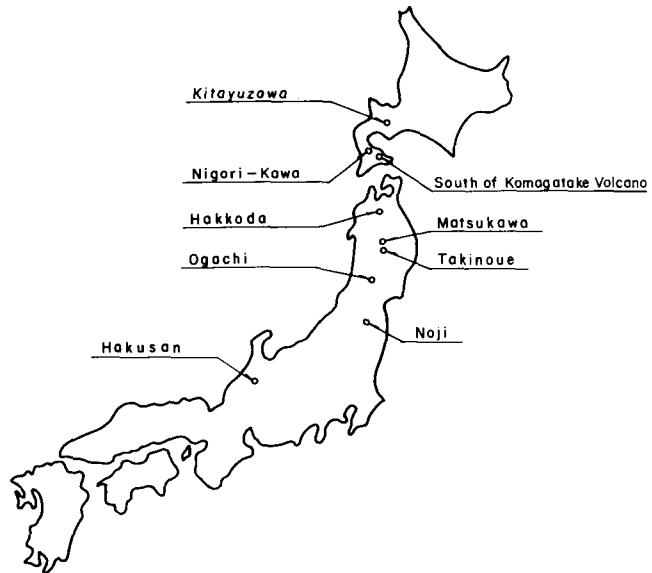 Kitayuzawa
Nigori-Kawa
South of Komagatake Volcano
Hakkoda
Matsukawa
Ogachi
Takinoue
Noji
Hakusan